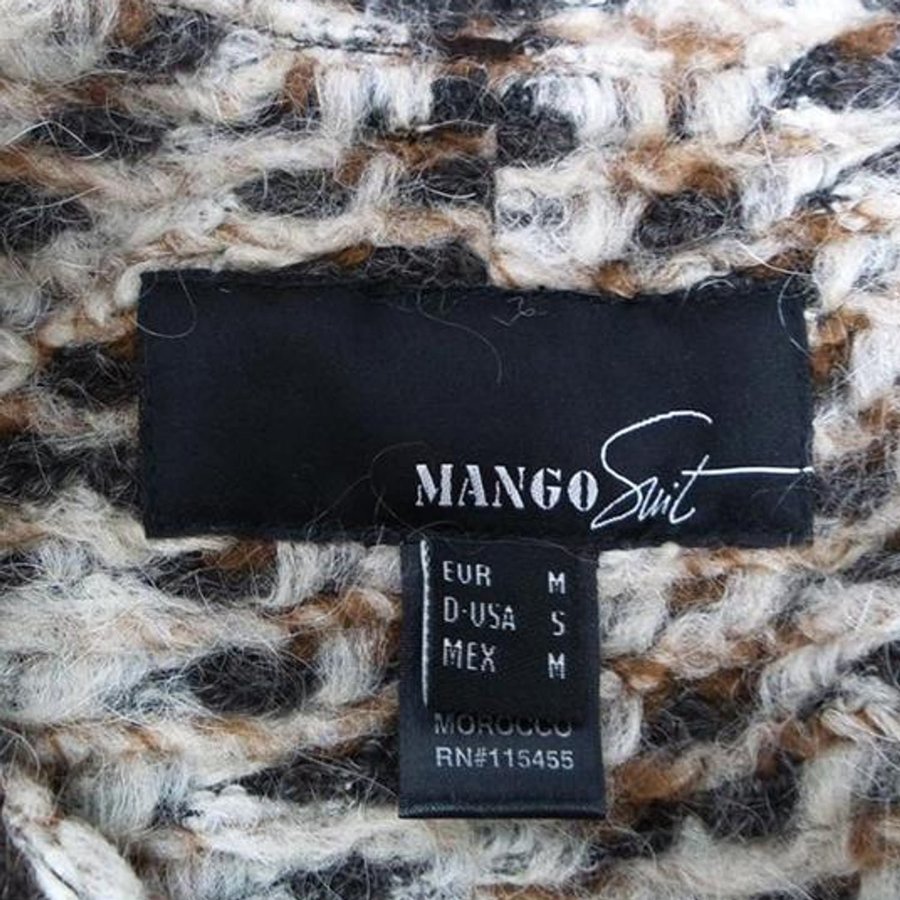 MANGO Suit
EUR M
D-USA S
MEX M
MOROCCO
RN#115455